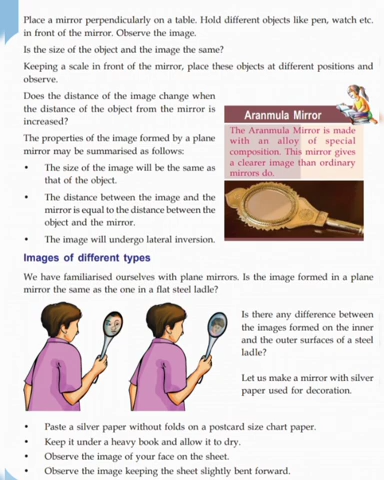 Place a mirror perpendicularly on a table. Hold different objects like pen, watch etc.
in front of the mirror. Observe the image.
Is the size of the object and the image the same?
Keeping a scale in front of the mirror, place these objects at different positions and
observe.
Does the distance of the image change when
the distance of the object from the mirror is
increased?
The properties of the image formed by a plane
mirror may be summarised as follows:
• The size of the image will be the same as
that of the object.
• The distance between the image and the
mirror is equal to the distance between the
object and the mirror.
• The image will undergo lateral inversion.
Aranmula Mirror
The Aranmula Mirror is made
with an alloy of special
composition. This mirror gives
a clearer image than ordinary
mirrors do.
Images of different types
We have familiarised ourselves with plane mirrors. Is the image formed in a plane
mirror the same as the one in a flat steel ladle?
Is there any difference between
the images formed on the inner
and the outer surfaces of a steel
ladle?
Let us make a mirror with silver
paper used for decoration.
• Paste a silver paper without folds on a postcard size chart paper.
• Keep it under a heavy book and allow it to dry.
• Observe the image of your face on the sheet.
• Observe the image keeping the sheet slightly bent forward.